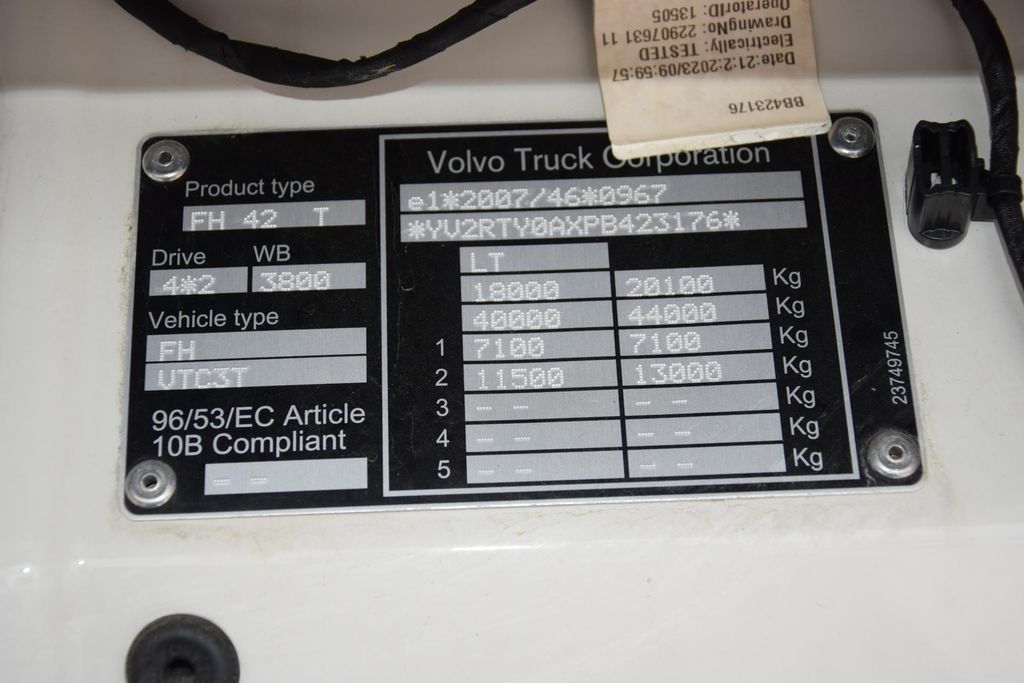 OperatorID: 13505
DrawingNo: 22907631 11
Electrically: TESTED
Date:21:2:2023/09:59:57
BB423176
Volvo Truck Corporation
Product type
FH 42 T
Drive WB
4*2 3800
Vehicle type
FH
VTC3T
96/53/EC Article
10B Compliant
-- --
e1*2007/46*0967
*YV2RTY0AXPB423176*
LT
18000 20100 Kg
40000 44000 Kg
1 7100 7100 Kg
2 11500 13000 Kg
3 -- -- -- -- Kg
4 -- -- -- -- Kg
5 -- -- -- -- Kg
23749745